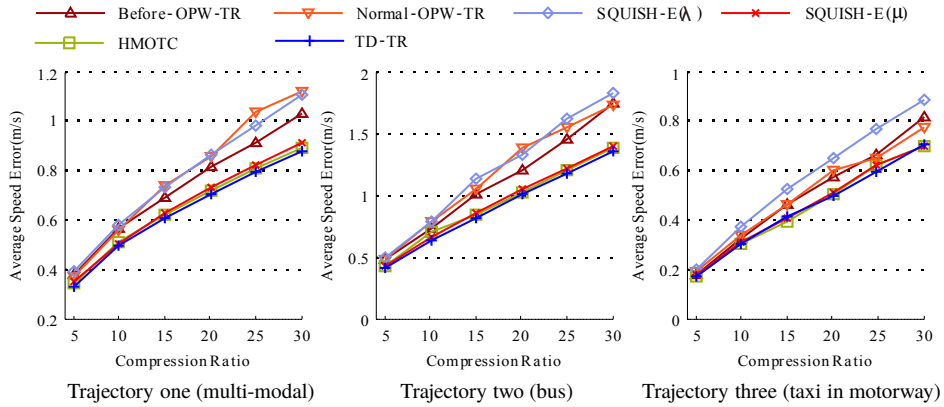 Before-OPW-TR Normal-OPW-TR SQUISH-E(λ) SQUISH-E(μ)
HMOTC TD-TR
Average Speed Error(m/s)
1.2
1
0.8
0.6
0.4
0.2
5 10 15 20 25 30
Compression Ratio
Trajectory one (multi-modal)
Average Speed Error(m/s)
2
1.5
1
0.5
0
5 10 15 20 25 30
Compression Ratio
Trajectory two (bus)
Average Speed Error(m/s)
1
0.8
0.6
0.4
0.2
0
5 10 15 20 25 30
Compression Ratio
Trajectory three (taxi in motorway)